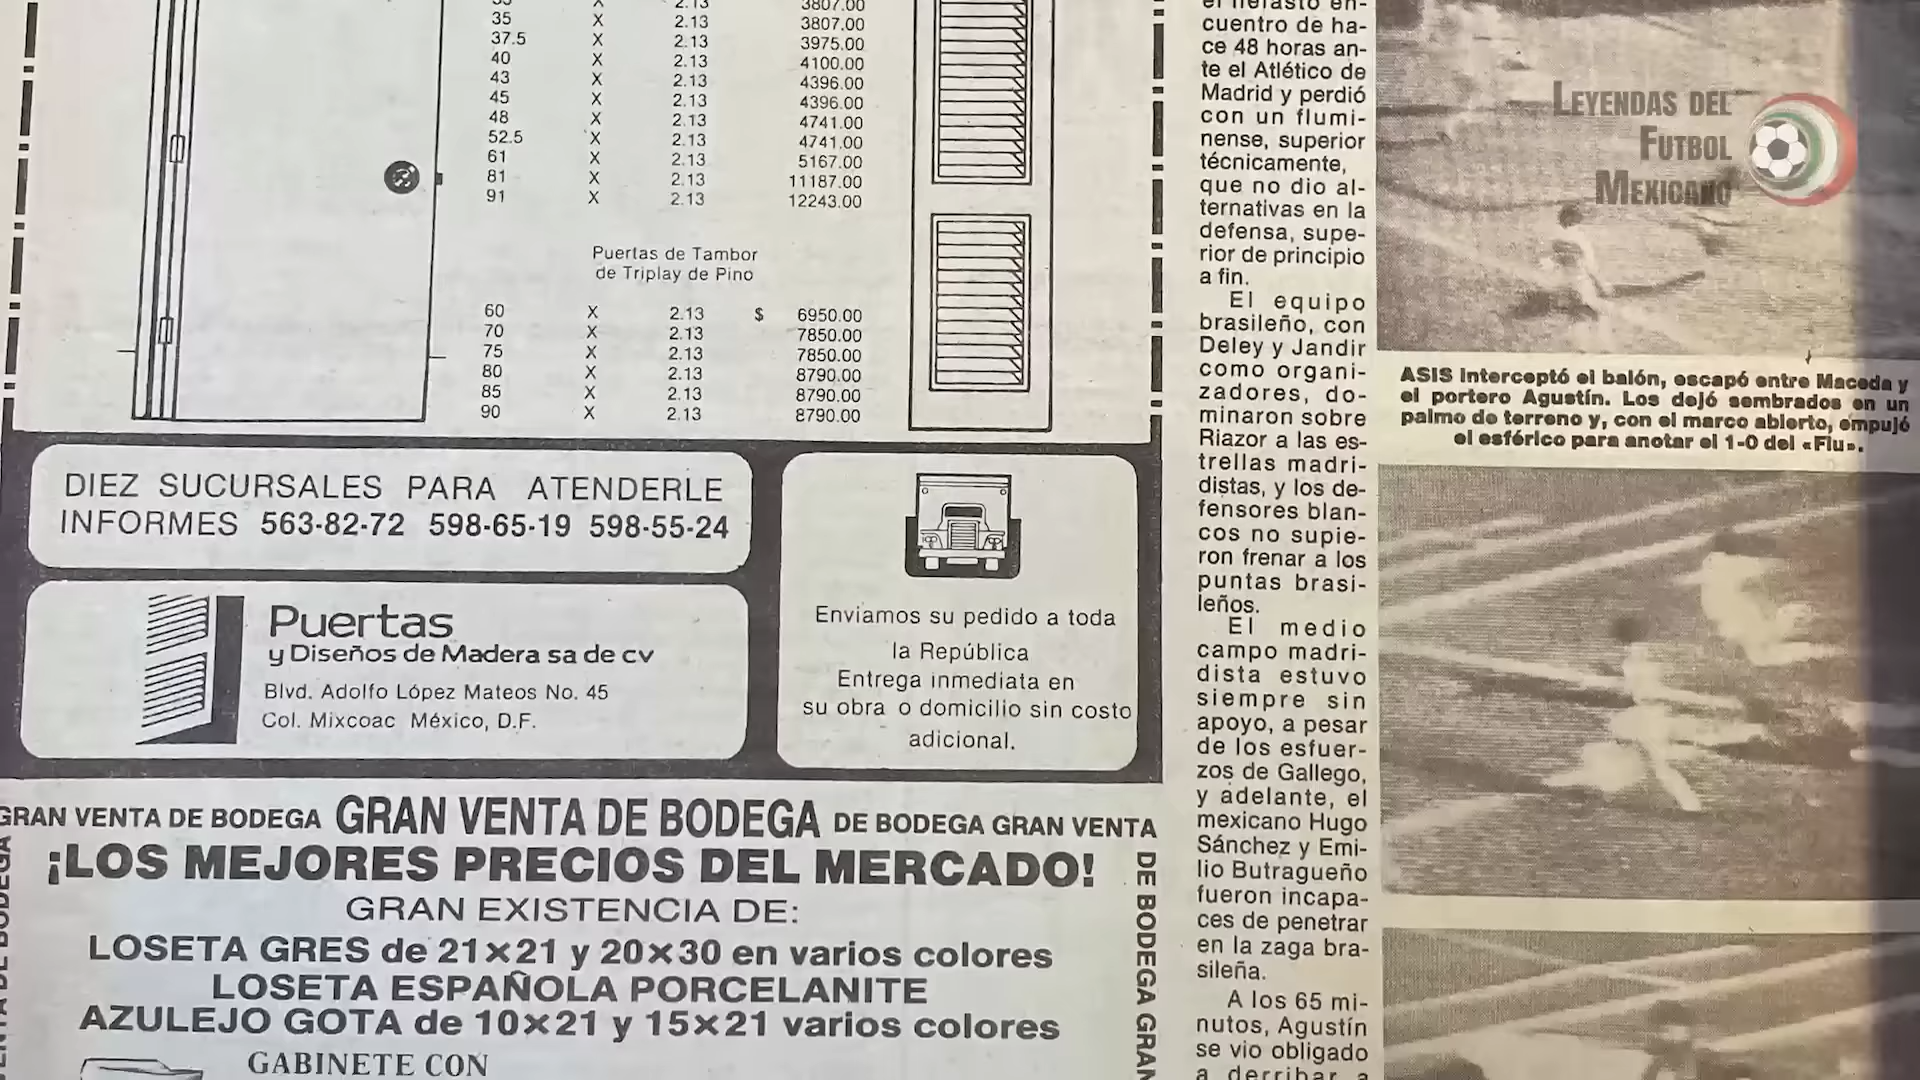 35 X 2.13 3807.00
37.5 X 2.13 3975.00
40 X 2.13 4100.00
43 X 2.13 4396.00
45 X 2.13 4396.00
48 X 2.13 4741.00
52.5 X 2.13 4741.00
61 X 2.13 5167.00
81 X 2.13 11187.00
91 X 2.13 12243.00
Puertas de Tambor
de Triplay de Pino
60 X 2.13 $ 6950.00
70 X 2.13 7850.00
75 X 2.13 7850.00
80 X 2.13 8790.00
85 X 2.13 8790.00
90 X 2.13 8790.00
DIEZ SUCURSALES PARA ATENDERLE
INFORMES 563-82-72 598-65-19 598-55-24
Puertas
y Diseños de Madera sa de cv
Blvd. Adolfo López Mateos No. 45
Col. Mixcoac México, D.F.
Enviamos su pedido a toda
la República
Entrega inmediata en
su obra o domicilio sin costo
adicional.
GRAN VENTA DE BODEGA GRAN VENTA DE BODEGA DE BODEGA GRAN VENTA
¡LOS MEJORES PRECIOS DEL MERCADO!
GRAN EXISTENCIA DE:
LOSETA GRES de 21×21 y 20×30 en varios colores
LOSETA ESPAÑOLA PORCELANITE
AZULEJO GOTA de 10×21 y 15×21 varios colores
GABINETE CON
DE BODEGA GRAN
el nefasto en-
cuentro de ha-
ce 48 horas an-
te el Atlético de
Madrid y perdió
con un flumi-
nense, superior
técnicamente,
que no dio al-
ternativas en la
defensa, supe-
rior de principio
a fin.
El equipo
brasileño, con
Deley y Jandir
como organi-
zadores, do-
minaron sobre
Riazor a las es-
trellas madri-
distas, y los de-
fensores blan-
cos no supie-
ron frenar a los
puntas brasi-
leños.
El medio
campo madri-
dista estuvo
siempre sin
apoyo, a pesar
de los esfuer-
zos de Gallego,
y adelante, el
mexicano Hugo
Sánchez y Emi-
lio Butragueño
fueron incapa-
ces de penetrar
en la zaga bra-
sileña.
A los 65 mi-
nutos, Agustín
se vio obligado
a derribar a
LEYENDAS DEL
FUTBOL
MEXICANO
ASIS interceptó el balón, escapó entre Maceda y
el portero Agustín. Los dejó sembrados en un
palmo de terreno y, con el marco abierto, empujó
el esférico para anotar el 1-0 del «Flu».